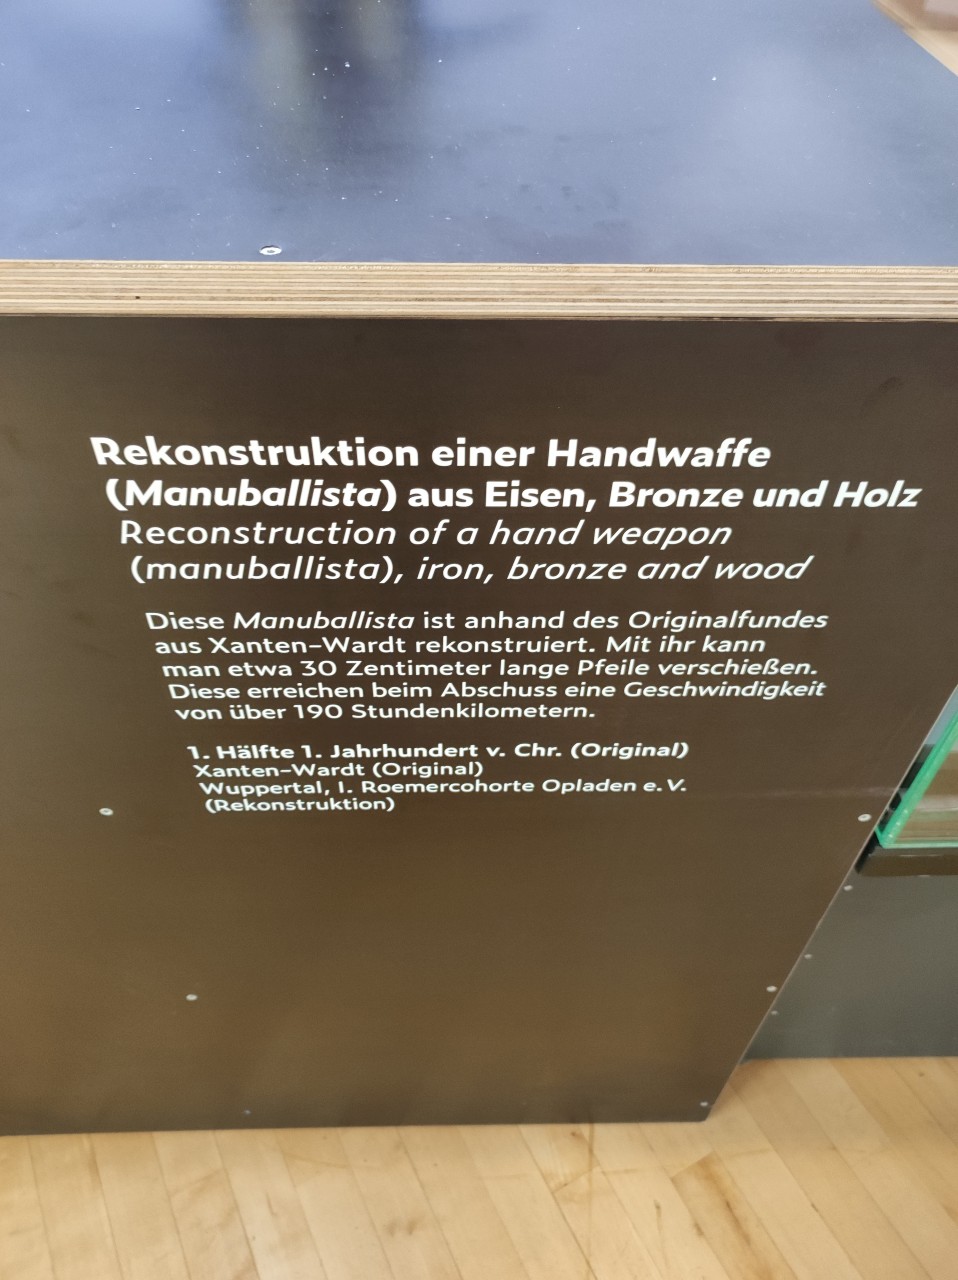 Rekonstruktion einer Handwaffe
(Manuballista) aus Eisen, Bronze und Holz
Reconstruction of a hand weapon
(manuballista), iron, bronze and wood
Diese Manuballista ist anhand des Originalfundes
aus Xanten-Wardt rekonstruiert. Mit ihr kann
man etwa 30 Zentimeter lange Pfeile verschießen.
Diese erreichen beim Abschuss eine Geschwindigkeit
von über 190 Stundenkilometern.
1. Hälfte 1. Jahrhundert v. Chr. (Original)
Xanten-Wardt (Original)
Wuppertal, I. Roemercohorte Opladen e.V.
(Rekonstruktion)